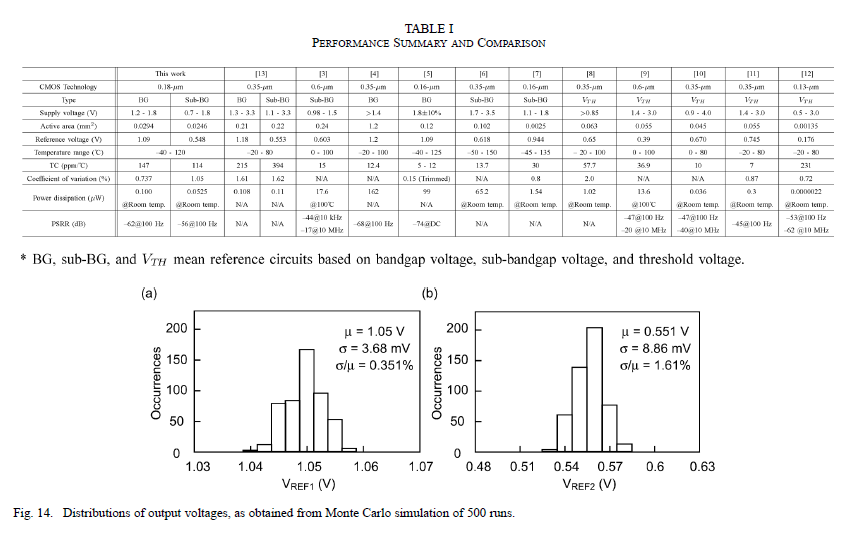 TABLE I
PERFORMANCE SUMMARY AND COMPARISON
This work [13] [3] [4] [5] [6] [7] [8] [9] [10] [11] [12]
CMOS Technology 0.18-μm 0.35-μm 0.6-μm 0.35-μm 0.16-μm 0.35-μm 0.16-μm 0.35-μm 0.6-μm 0.35-μm 0.35-μm 0.13-μm
Type BG Sub-BG BG Sub-BG Sub-BG BG BG Sub-BG Sub-BG VTH VTH VTH VTH VTH
Supply voltage (V) 1.2 - 1.8 0.7 - 1.8 1.3 - 3.3 1.1 - 3.3 0.98 - 1.5 >1.4 1.8±10% 1.7 - 3.5 1.1 - 1.8 >0.85 1.4 - 3.0 0.9 - 4.0 1.4 - 3.0 0.5 - 3.0
Active area (mm2) 0.0294 0.0246 0.21 0.22 0.24 1.2 0.12 0.102 0.0025 0.063 0.055 0.045 0.055 0.00135
Reference voltage (V) 1.09 0.548 1.18 0.553 0.603 1.2 1.09 0.618 0.944 0.65 0.39 0.670 0.745 0.176
Temperature range (℃) -40 - 120 -20 - 80 0 - 100 -20 - 100 -40 - 125 -50 - 150 -45 - 135 - 20 - 100 0 - 100 0 - 80 -20 - 80 -20 - 80
TC (ppm/℃) 147 114 215 394 15 12.4 5 - 12 13.7 30 57.7 36.9 10 7 231
Coefficient of variation (%) 0.737 1.05 1.61 1.62 N/A N/A 0.15 (Trimmed) N/A 0.8 2.0 N/A N/A 0.87 0.72
Power dissipation (μW) 0.100 0.0525 0.108 0.11 17.6 162 99 65.2 1.54 1.02 13.6 0.036 0.3 0.0000022
@Room temp. @Room temp. N/A N/A @100℃ N/A N/A @Room temp. @Room temp. @Room temp. @100℃ @Room temp. @Room temp. @Room temp.
PSRR (dB) -62@100 Hz -56@100 Hz N/A N/A -44@10 kHz -68@100 Hz -74@DC N/A N/A N/A -47@100 Hz -47@100 Hz -45@100 Hz -53@100 Hz
-17@10 MHz -20 @10 MHz -40@10 MHz -62 @10 MHz
* BG, sub-BG, and VTH mean reference circuits based on bandgap voltage, sub-bandgap voltage, and threshold voltage.
(a)
Occurrences
200
150
100
50
0
μ = 1.05 V
σ = 3.68 mV
σ/μ = 0.351%
1.03 1.04 1.05 1.06 1.07
VREF1 (V)
(b)
Occurrences
200
150
100
50
0
μ = 0.551 V
σ = 8.86 mV
σ/μ = 1.61%
0.48 0.51 0.54 0.57 0.6 0.63
VREF2 (V)
Fig. 14. Distributions of output voltages, as obtained from Monte Carlo simulation of 500 runs.